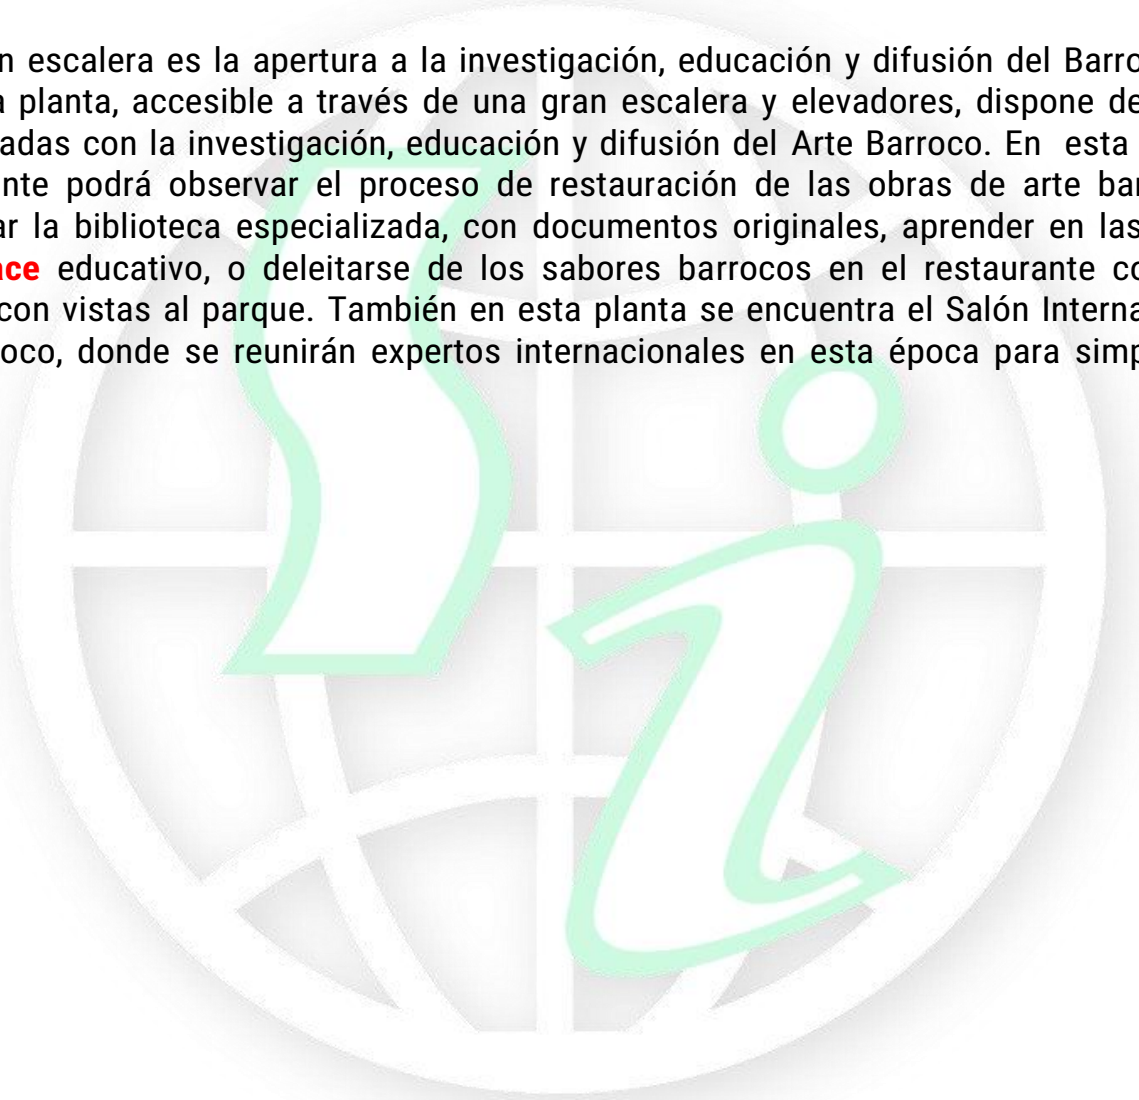 n escalera es la apertura a la investigación, educación y difusión del Barro
a planta, accesible a través de una gran escalera y elevadores, dispone de
adas con la investigación, educación y difusión del Arte Barroco. En esta
nte podrá observar el proceso de restauración de las obras de arte bar
ar la biblioteca especializada, con documentos originales, aprender en las
ace educativo, o deleitarse de los sabores barrocos en el restaurante co
con vistas al parque. También en esta planta se encuentra el Salón Interna
oco, donde se reunirán expertos internacionales en esta época para simp
Si